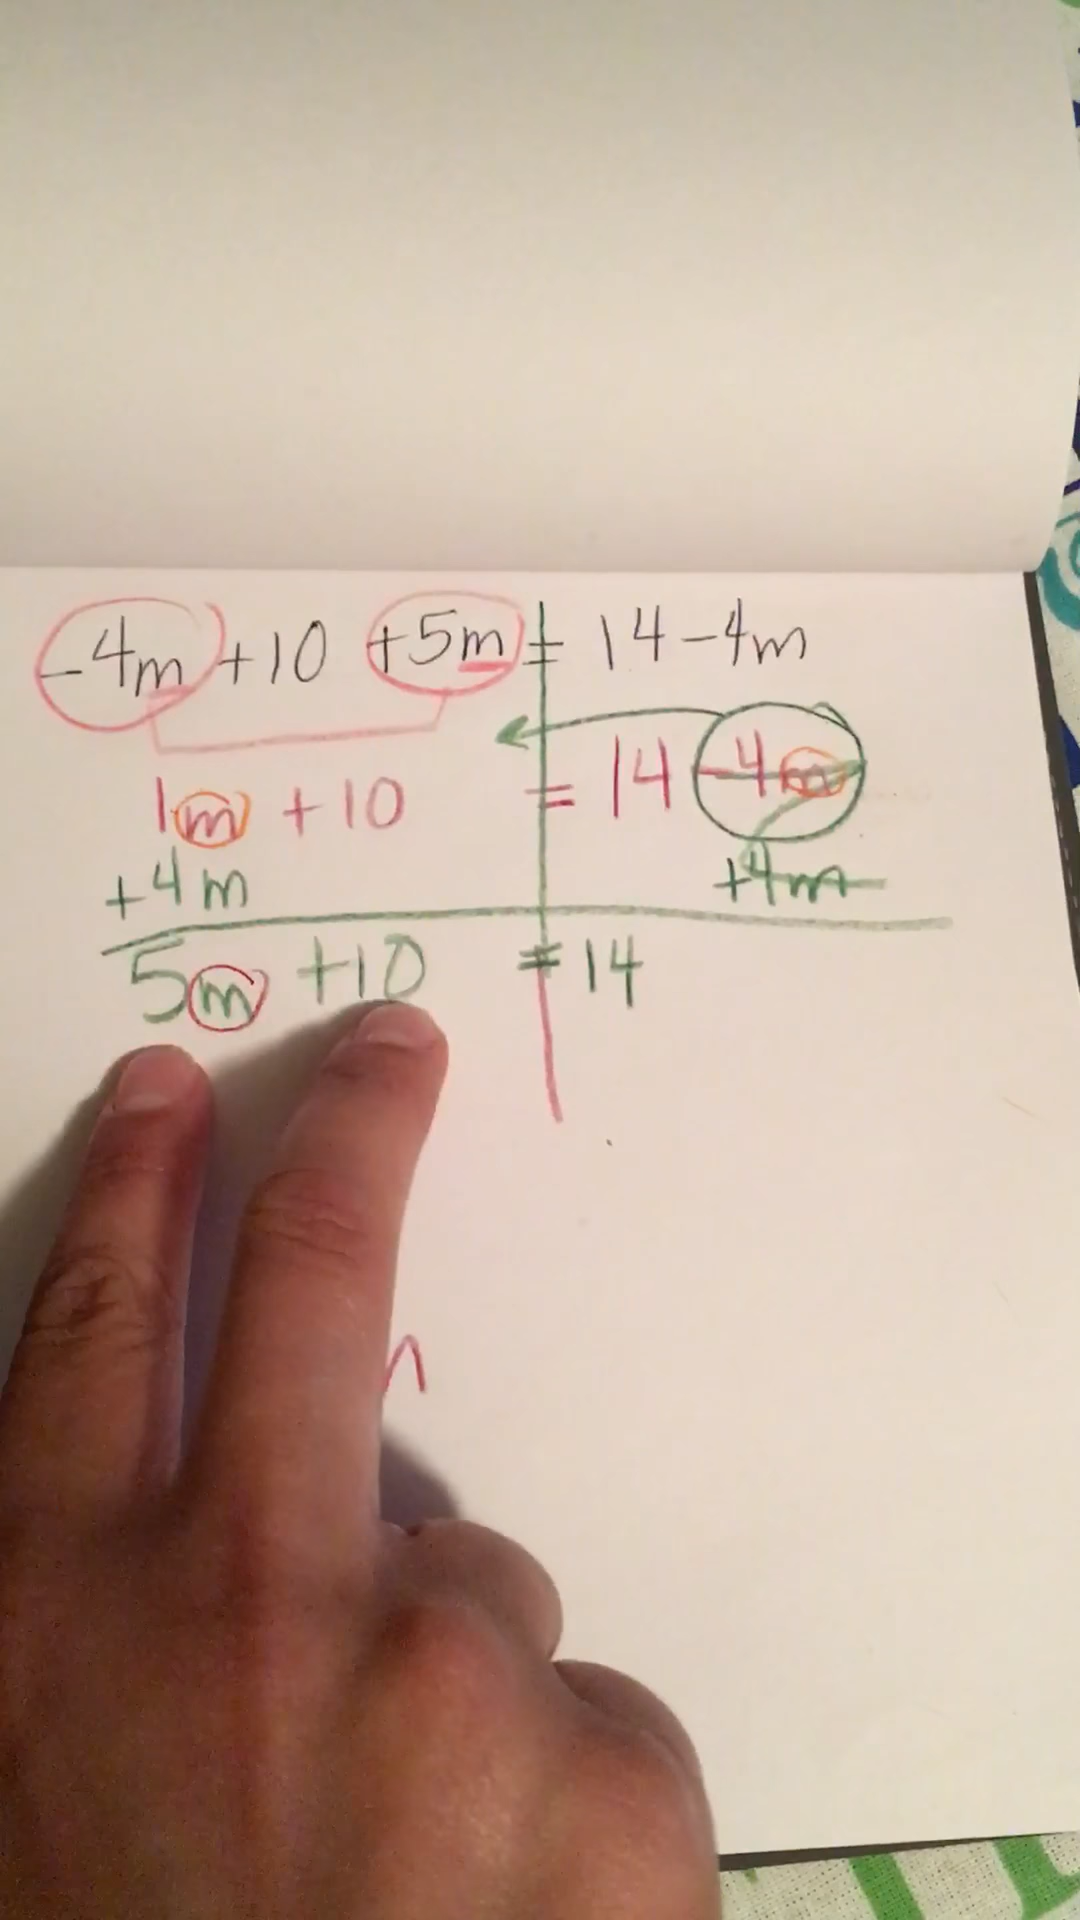 -4m +10 +5m = 14 -4m
1m +10 = 14 -4m
+4m +4m
5m +10 = 14